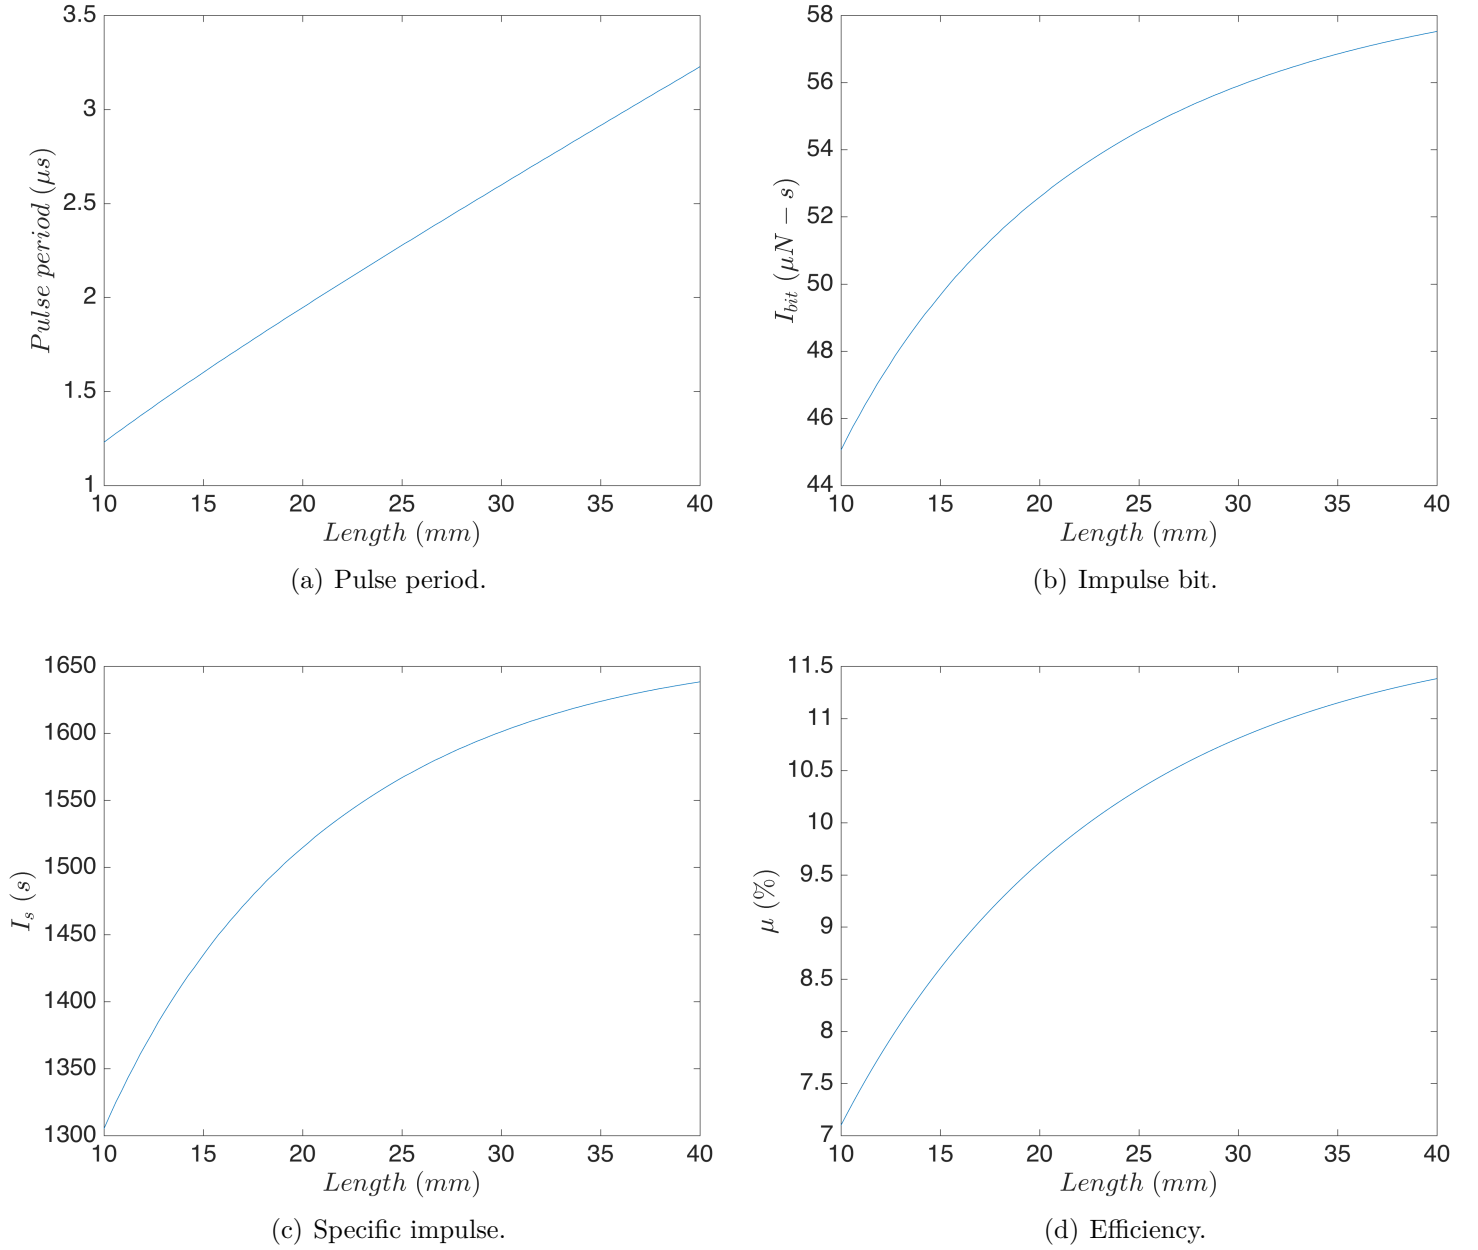 3.5
3
2.5
2
1.5
1
10 15 20 25 30 35 40
Pulse period (μs)
Length (mm)
(a) Pulse period.
58
56
54
52
50
48
46
44
10 15 20 25 30 35 40
I_bit (μN − s)
Length (mm)
(b) Impulse bit.
1650
1600
1550
1500
1450
1400
1350
1300
10 15 20 25 30 35 40
I_s (s)
Length (mm)
(c) Specific impulse.
11.5
11
10.5
10
9.5
9
8.5
8
7.5
7
10 15 20 25 30 35 40
μ (%)
Length (mm)
(d) Efficiency.